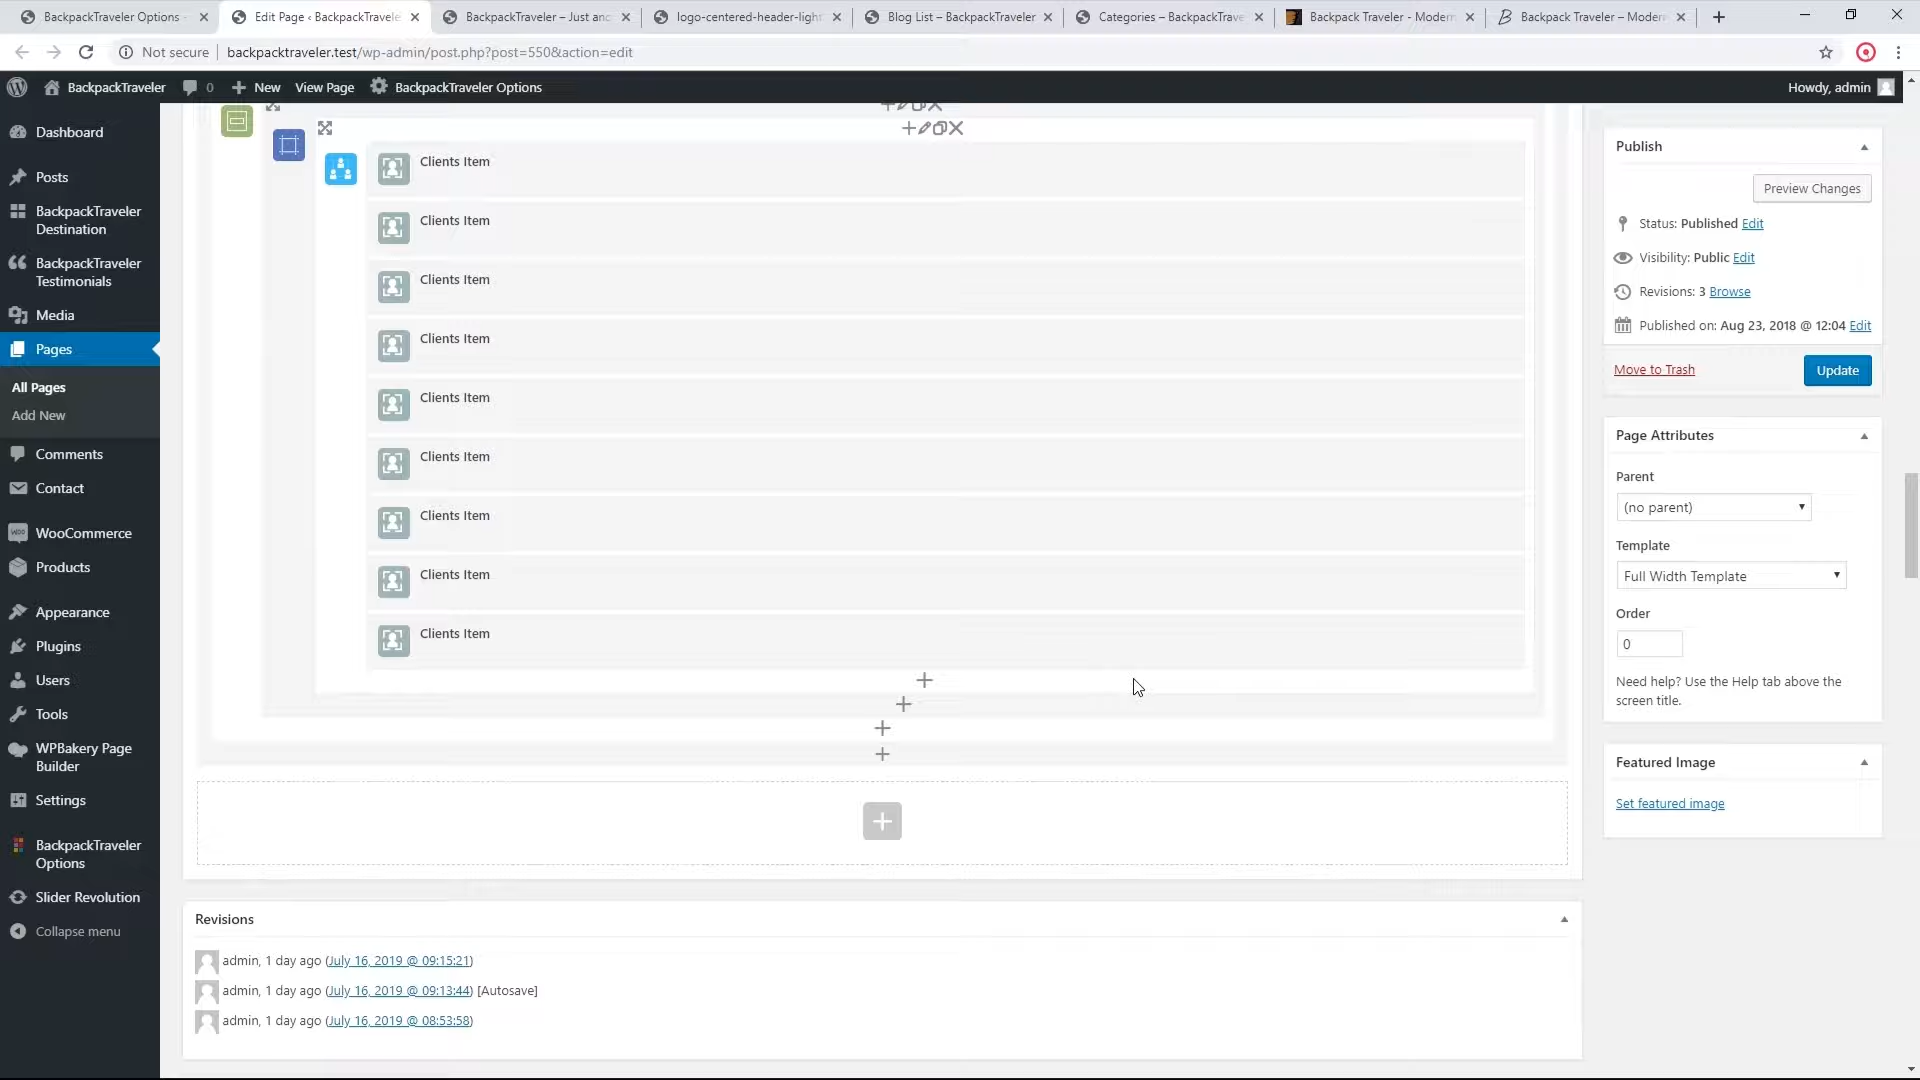 BackpackTraveler Options -
Edit Page ‹ BackpackTravele
BackpackTraveler – Just anc
logo-centered-header-light
Blog List – BackpackTraveler
Categories – BackpackTrave
Backpack Traveler - Modern
Backpack Traveler – Modern
Not secure
backpacktraveler.test/wp-admin/post.php?post=550&action=edit
BackpackTraveler
0
New
View Page
BackpackTraveler Options
Howdy, admin
Dashboard
Posts
BackpackTraveler
Destination
BackpackTraveler
Testimonials
Media
Pages
All Pages
Add New
Comments
Contact
WooCommerce
Products
Appearance
Plugins
Users
Tools
WPBakery Page
Builder
Settings
BackpackTraveler
Options
Slider Revolution
Collapse menu
Clients Item
Clients Item
Clients Item
Clients Item
Clients Item
Clients Item
Clients Item
Clients Item
Clients Item
Revisions
admin, 1 day ago (July 16, 2019 @ 09:15:21)
admin, 1 day ago (July 16, 2019 @ 09:13:44) [Autosave]
admin, 1 day ago (July 16, 2019 @ 08:53:58)
Publish
Preview Changes
Status: Published Edit
Visibility: Public Edit
Revisions: 3 Browse
Published on: Aug 23, 2018 @ 12:04 Edit
Move to Trash
Update
Page Attributes
Parent
(no parent)
Template
Full Width Template
Order
0
Need help? Use the Help tab above the
screen title.
Featured Image
Set featured image